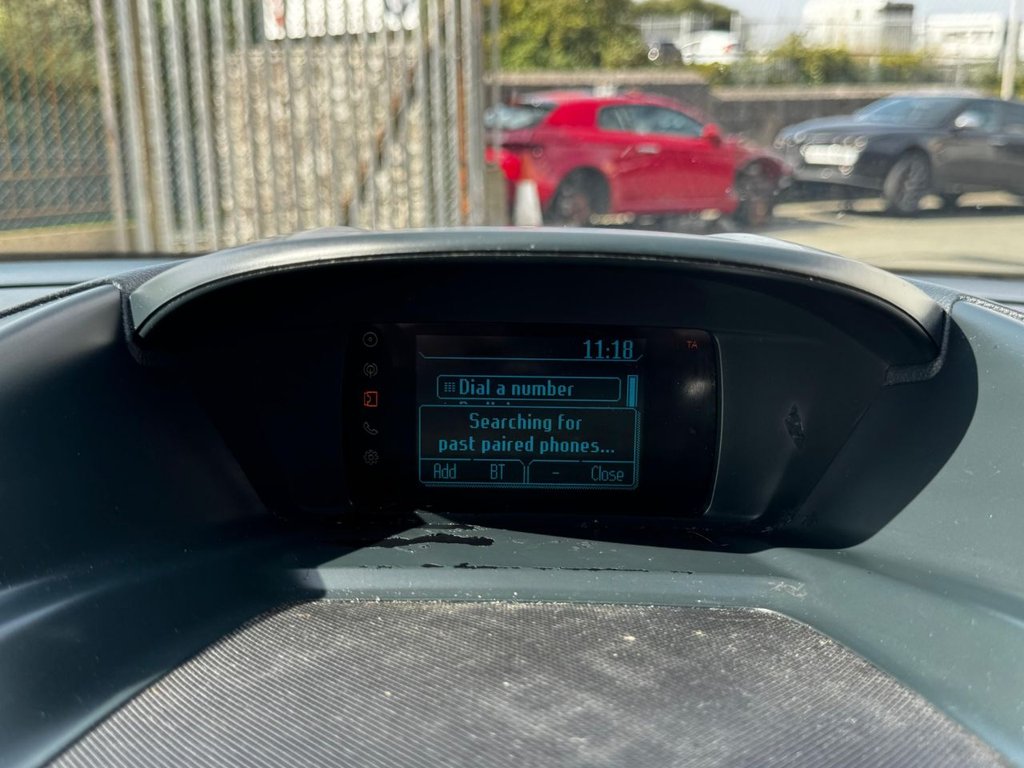 11:18
TA
Dial a number
Searching for
past paired phones...
Add BT - Close